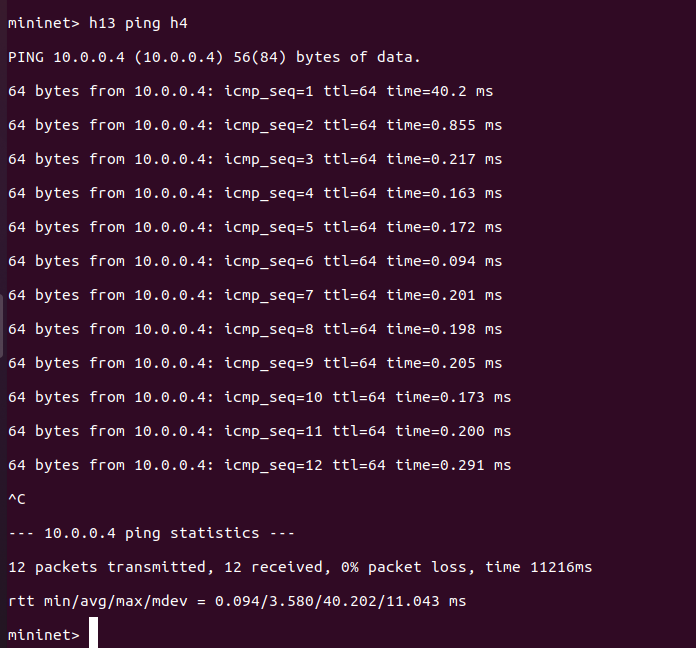 mininet> h13 ping h4
PING 10.0.0.4 (10.0.0.4) 56(84) bytes of data.
64 bytes from 10.0.0.4: icmp_seq=1 ttl=64 time=40.2 ms
64 bytes from 10.0.0.4: icmp_seq=2 ttl=64 time=0.855 ms
64 bytes from 10.0.0.4: icmp_seq=3 ttl=64 time=0.217 ms
64 bytes from 10.0.0.4: icmp_seq=4 ttl=64 time=0.163 ms
64 bytes from 10.0.0.4: icmp_seq=5 ttl=64 time=0.172 ms
64 bytes from 10.0.0.4: icmp_seq=6 ttl=64 time=0.094 ms
64 bytes from 10.0.0.4: icmp_seq=7 ttl=64 time=0.201 ms
64 bytes from 10.0.0.4: icmp_seq=8 ttl=64 time=0.198 ms
64 bytes from 10.0.0.4: icmp_seq=9 ttl=64 time=0.205 ms
64 bytes from 10.0.0.4: icmp_seq=10 ttl=64 time=0.173 ms
64 bytes from 10.0.0.4: icmp_seq=11 ttl=64 time=0.200 ms
64 bytes from 10.0.0.4: icmp_seq=12 ttl=64 time=0.291 ms
^C
--- 10.0.0.4 ping statistics ---
12 packets transmitted, 12 received, 0% packet loss, time 11216ms
rtt min/avg/max/mdev = 0.094/3.580/40.202/11.043 ms
mininet>